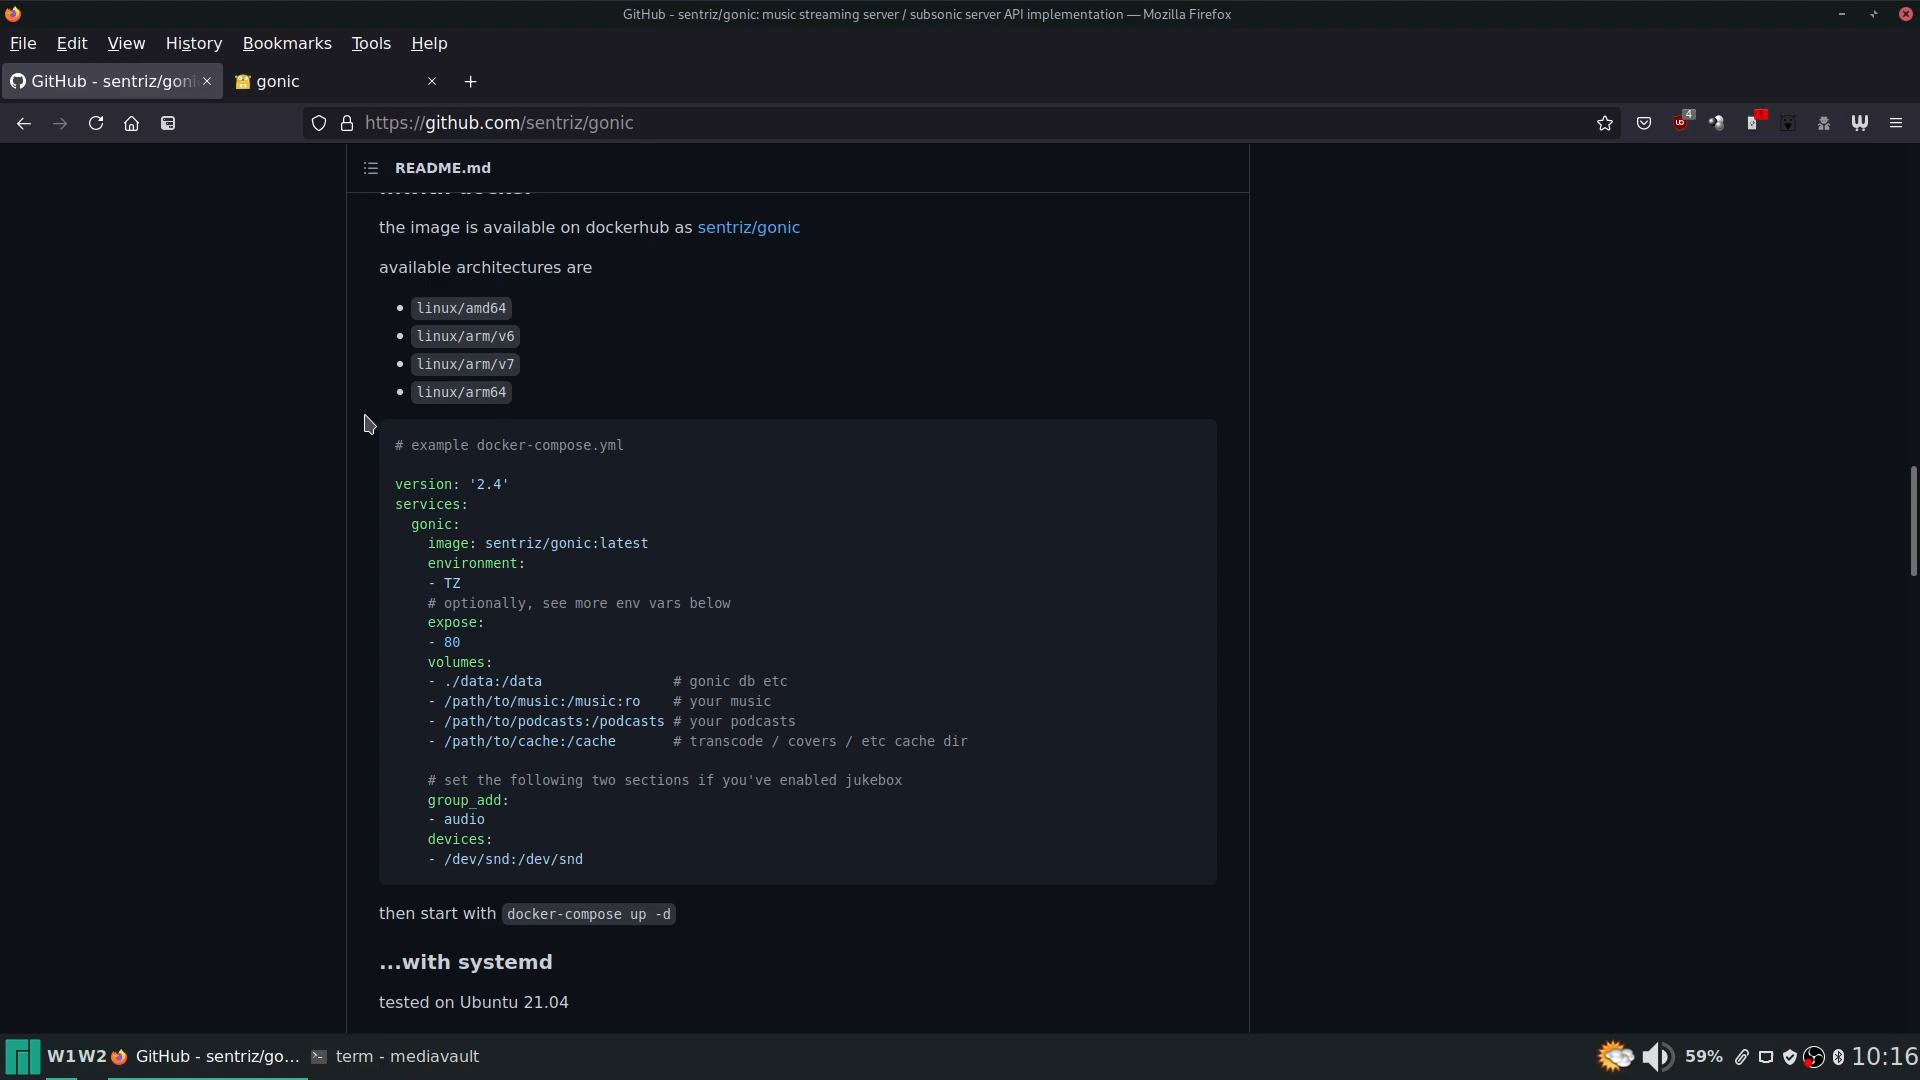 GitHub - sentriz/gonic: music streaming server / subsonic server API implementation — Mozilla Firefox
File Edit View History Bookmarks Tools Help
GitHub - sentriz/goni
gonic
https://github.com/sentriz/gonic
4
README.md
the image is available on dockerhub as sentriz/gonic
available architectures are
linux/amd64
linux/arm/v6
linux/arm/v7
linux/arm64
# example docker-compose.yml
version: '2.4'
services:
gonic:
image: sentriz/gonic:latest
environment:
- TZ
# optionally, see more env vars below
expose:
- 80
volumes:
- ./data:/data # gonic db etc
- /path/to/music:/music:ro # your music
- /path/to/podcasts:/podcasts # your podcasts
- /path/to/cache:/cache # transcode / covers / etc cache dir
# set the following two sections if you've enabled jukebox
group_add:
- audio
devices:
- /dev/snd:/dev/snd
then start with docker-compose up -d
...with systemd
tested on Ubuntu 21.04
W1 W2 GitHub - sentriz/go... term - mediavault 59% 10:16